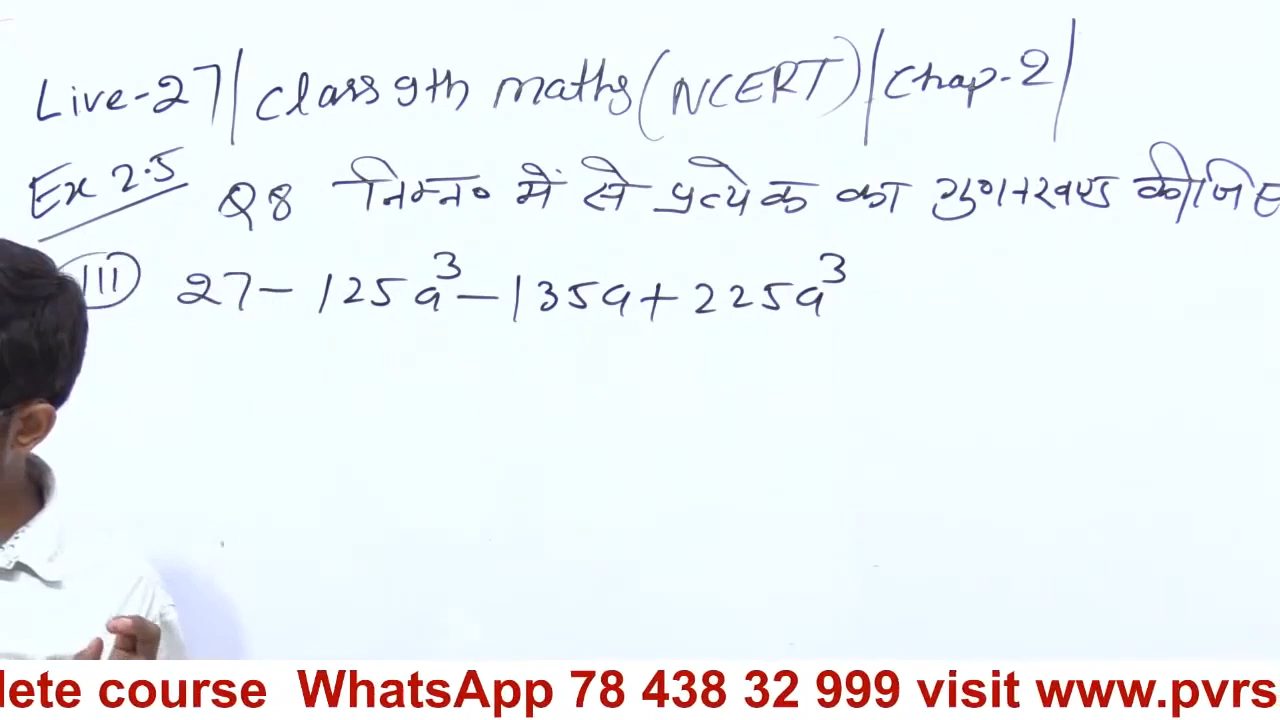 Live-27 | Class 9th maths (NCERT) | Chap-2 |
Ex 2.5 Q8 निम्न० में से प्रत्येक का गुणनखण्ड कीजिए
III 27 - 125a³ - 135a + 225a³
lete course WhatsApp 78 438 32 999 visit www.pvrs